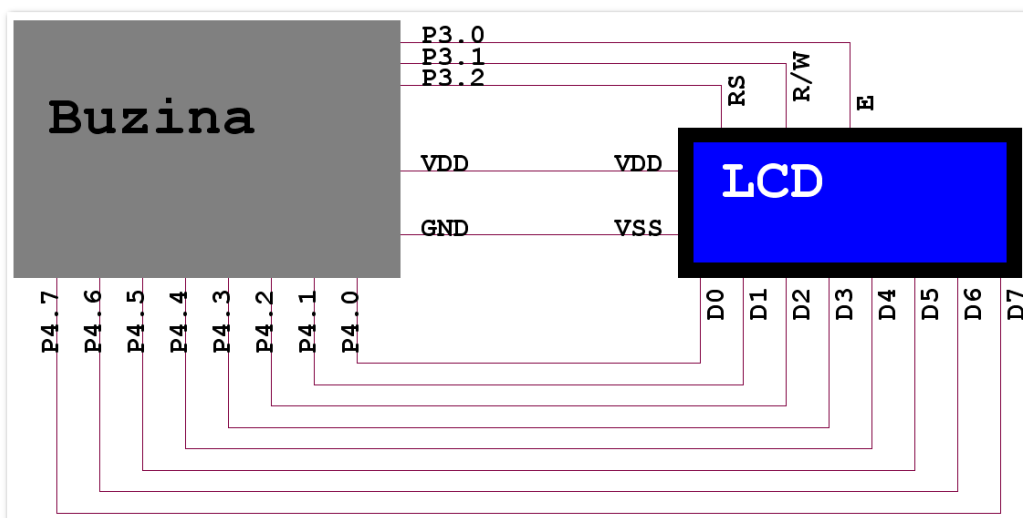 P3.0
P3.1
P3.2
RS
R/W
E
Buzina
VDD
VDD
LCD
GND
VSS
P4.7
P4.6
P4.5
P4.4
P4.3
P4.2
P4.1
P4.0
D0
D1
D2
D3
D4
D5
D6
D7